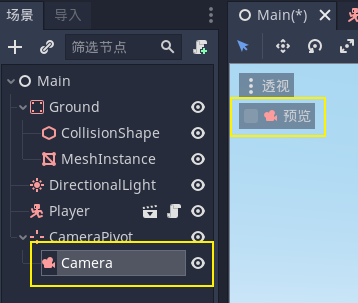 场景 导入
筛选节点
Main
Ground
CollisionShape
MeshInstance
DirectionalLight
Player
CameraPivot
Camera
Main(*)
透视
预览